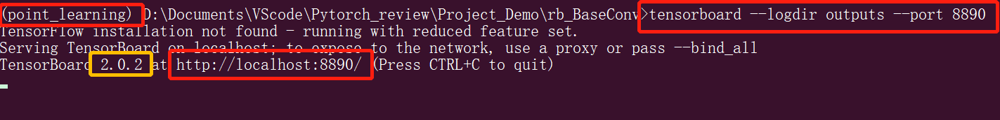 (point_learning) D:\Documents\VScode\Pytorch_review\Project_Demo\rb_BaseConv>tensorboard --logdir outputs --port 8890
TensorFlow installation not found - running with reduced feature set.
Serving TensorBoard on localhost; to expose to the network, use a proxy or pass --bind_all
TensorBoard 2.0.2 at http://localhost:8890/ (Press CTRL+C to quit)